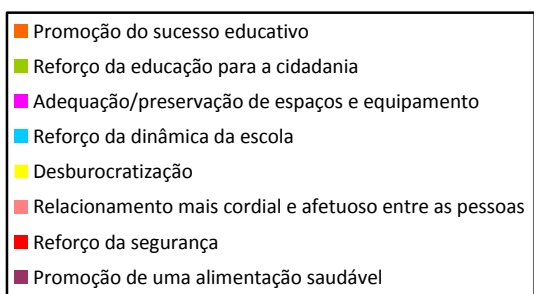 Promoção do sucesso educativo
Reforço da educação para a cidadania
Adequação/preservação de espaços e equipamento
Reforço da dinâmica da escola
Desburocratização
Relacionamento mais cordial e afetuoso entre as pessoas
Reforço da segurança
Promoção de uma alimentação saudável